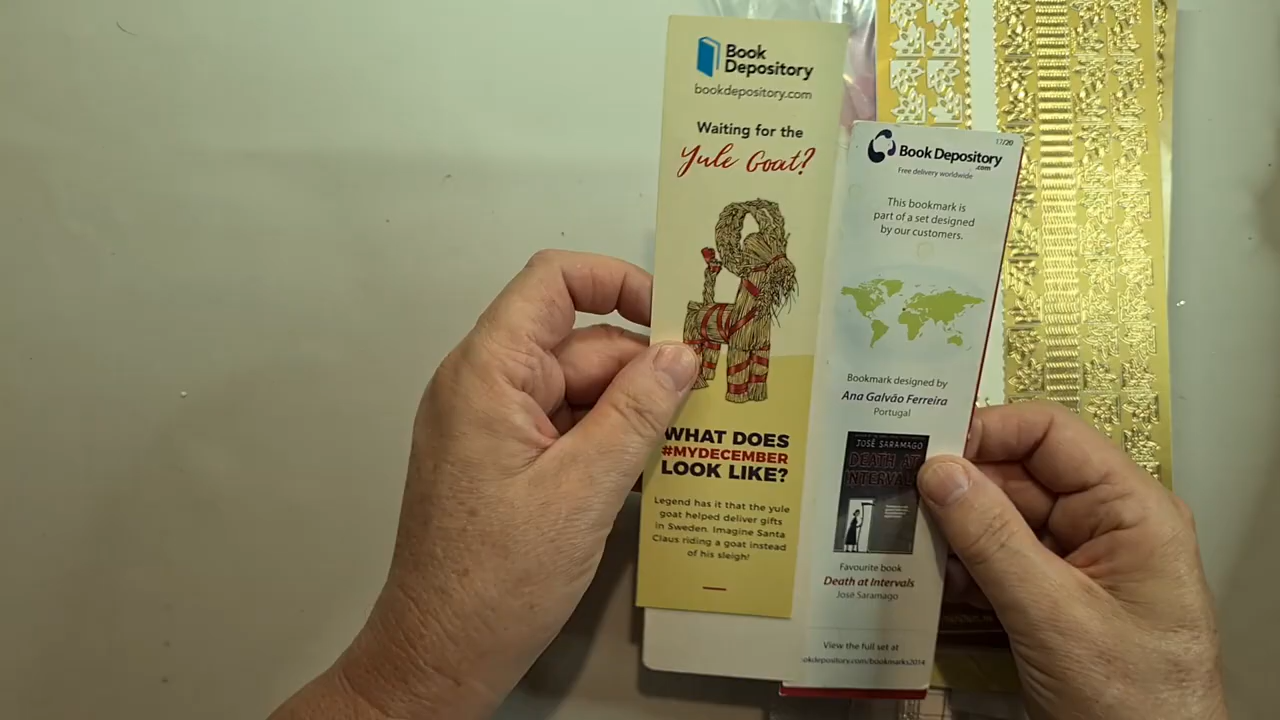 Book
Depository
bookdepository.com
Waiting for the
Yule Goat?
WHAT DOES
#MYDECEMBER
LOOK LIKE?
Legend has it that the yule
goat helped deliver gifts
in Sweden. Imagine Santa
Claus riding a goat instead
of his sleigh!
17/20
Book Depository
.com
Free delivery worldwide
This bookmark is
part of a set designed
by our customers.
Bookmark designed by
Ana Galvão Ferreira
Portugal
JOSÉ SARAMAGO
DEATH AT
INTERVALS
Favourite book
Death at Intervals
José Saramago
View the full set at
okdepository.com/bookmarks2014